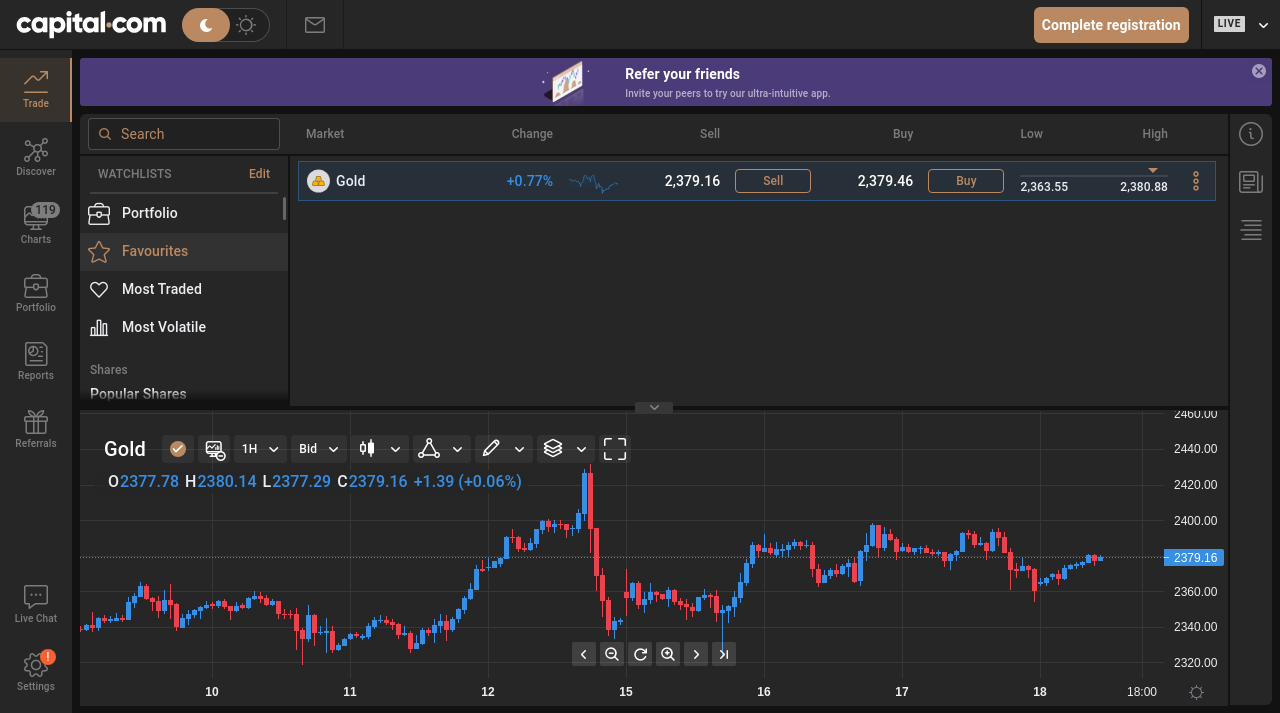 capital.com
Complete registration
LIVE
Trade
Discover
119
Charts
Portfolio
Reports
Referrals
Live Chat
!
Settings
Refer your friends
Invite your peers to try our ultra-intuitive app.
Search
Market Change Sell Buy Low High
WATCHLISTS Edit
Portfolio
Favourites
Most Traded
Most Volatile
Shares
Popular Shares
Gold +0.77% 2,379.16 Sell 2,379.46 Buy 2,363.55 2,380.88
Gold 1H Bid
O2377.78 H2380.14 L2377.29 C2379.16 +1.39 (+0.06%)
2460.00
2440.00
2420.00
2400.00
2379.16
2360.00
2340.00
2320.00
10 11 12 15 16 17 18 18:00